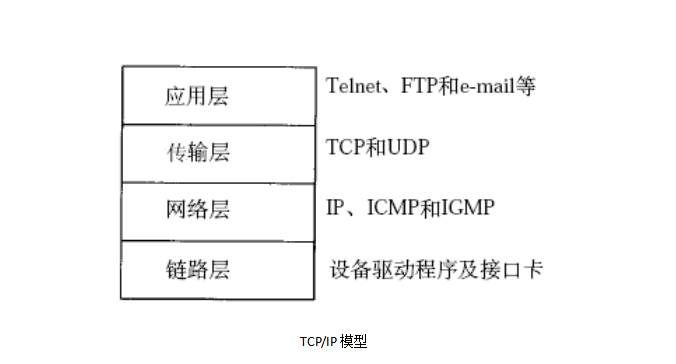 应用层 Telnet、FTP和e-mail等
传输层 TCP和UDP
网络层 IP、ICMP和IGMP
链路层 设备驱动程序及接口卡
TCP/IP 模型